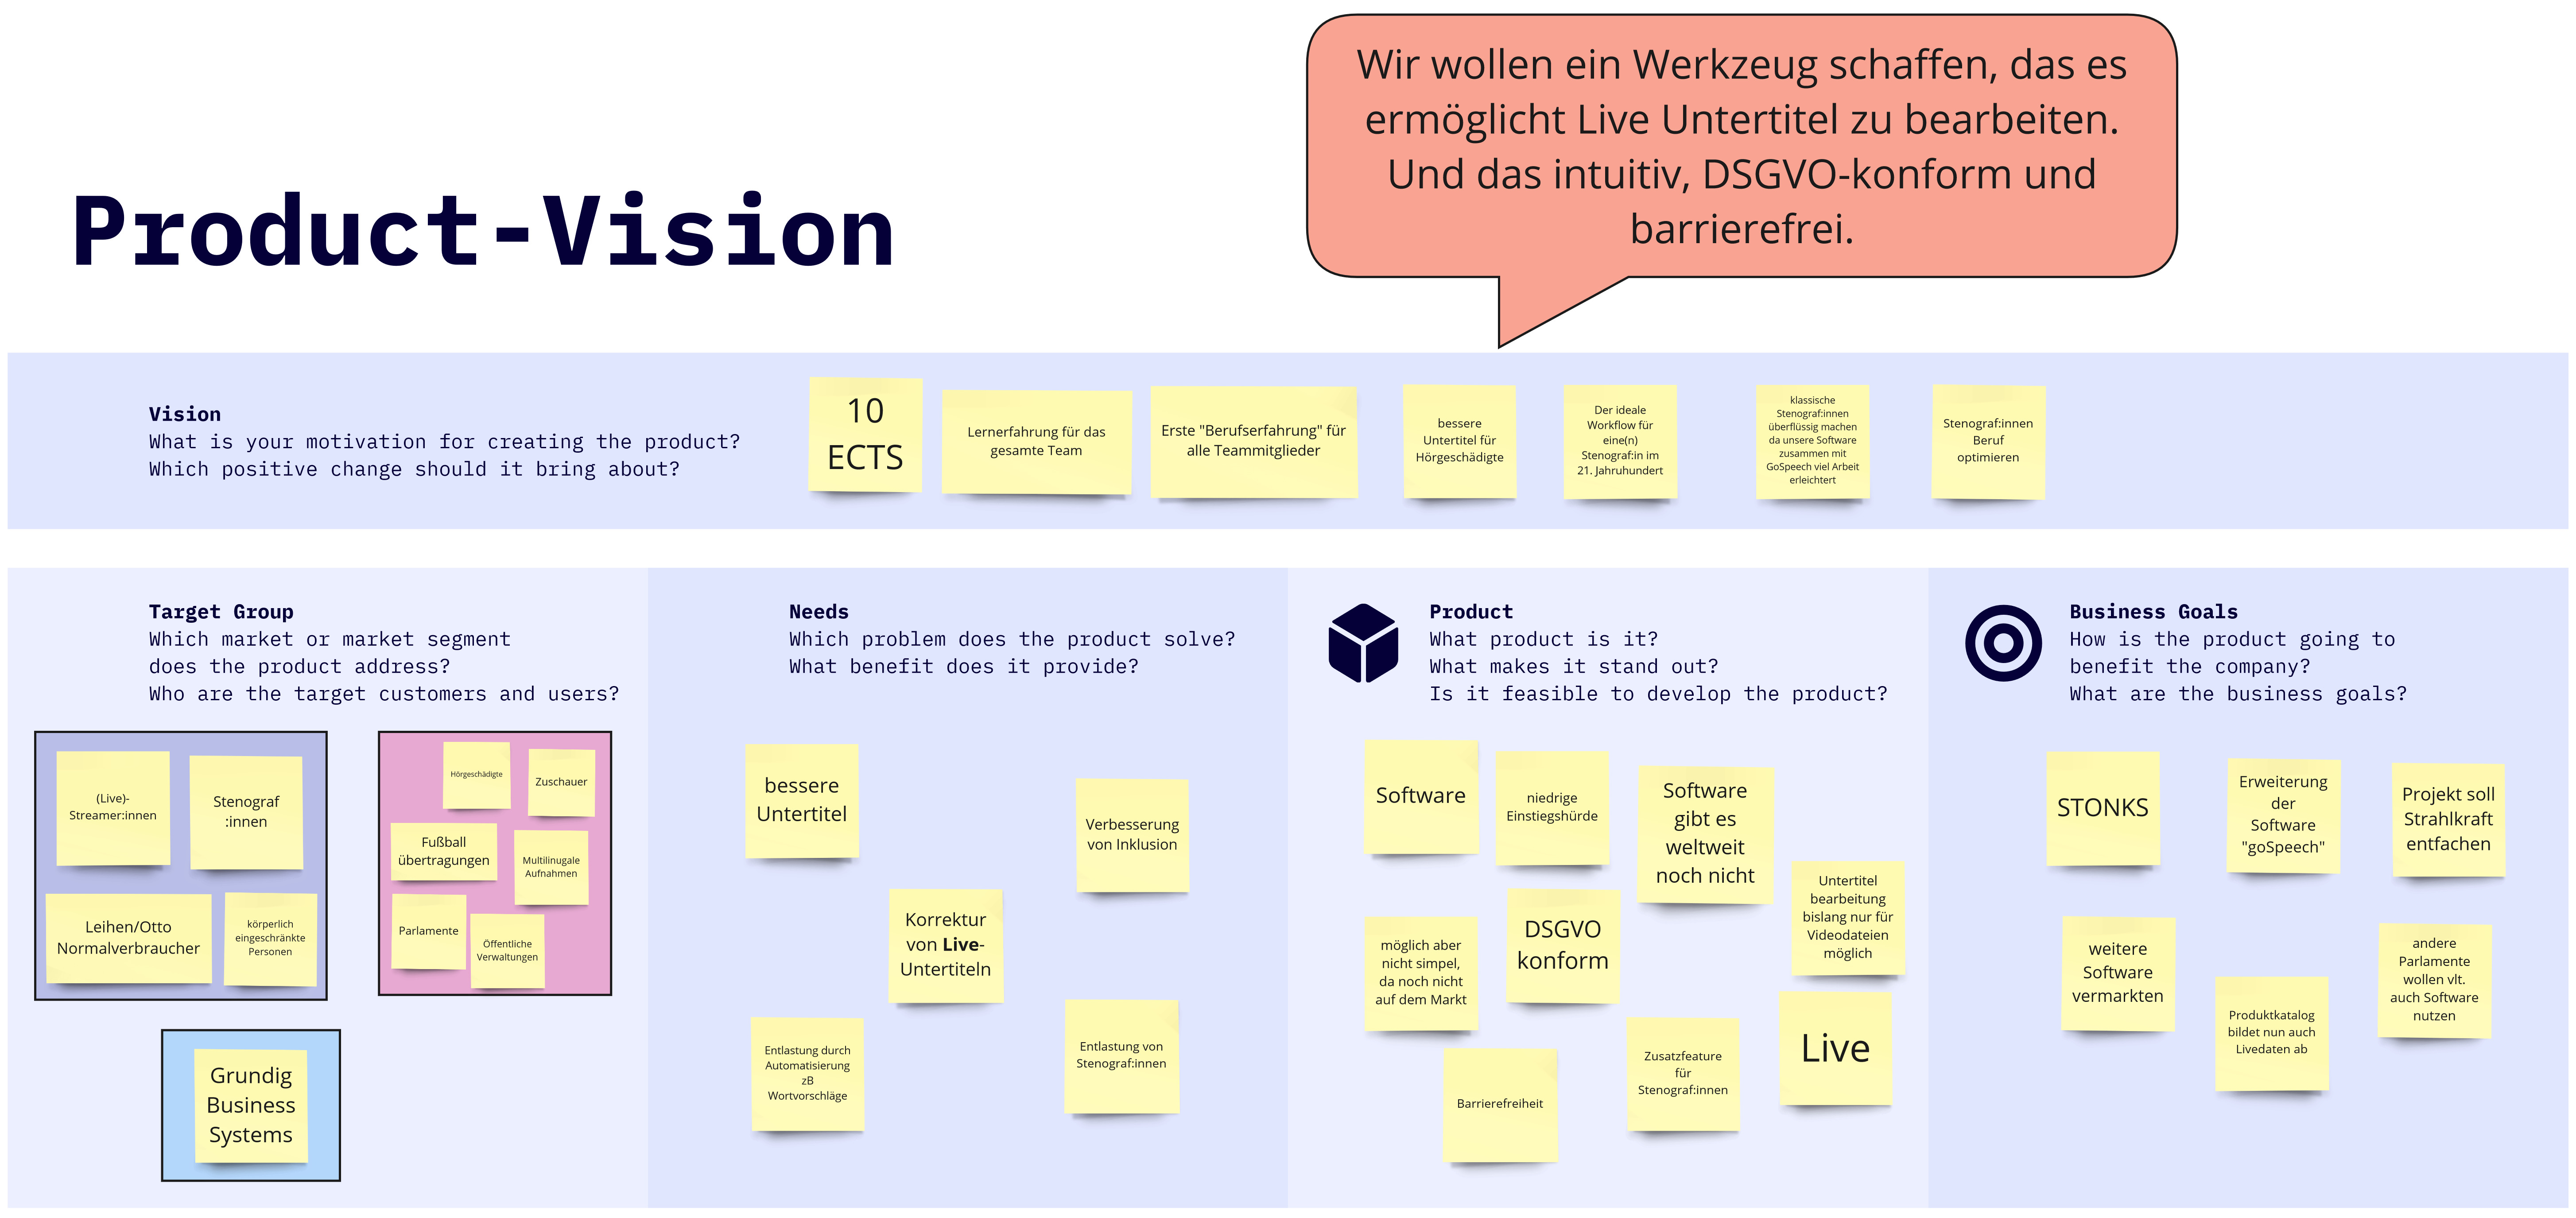 Wir wollen ein Werkzeug schaffen, das es
ermöglicht Live Untertitel zu bearbeiten.
Und das intuitiv, DSGVO-konform und
barrierefrei.
Product-Vision
Vision
What is your motivation for creating the product?
Which positive change should it bring about?
10
ECTS
Lernerfahrung für das
gesamte Team
Erste "Berufserfahrung" für
alle Teammitglieder
bessere
Untertitel für
Hörgeschädigte
Der ideale
Workflow für
eine(n)
Stenograf:in im
21. Jahruhundert
klassische
Stenograf:innen
überflüssig machen
da unsere Software
zusammen mit
GoSpeech viel Arbeit
erleichtert
Stenograf:innen
Beruf
optimieren
Target Group
Which market or market segment
does the product address?
Who are the target customers and users?
(Live)-
Streamer:innen
Stenograf
:innen
Leihen/Otto
Normalverbraucher
körperlich
eingeschränkte
Personen
Hörgeschädigte
Zuschauer
Fußball
übertragungen
Multilinugale
Aufnahmen
Parlamente
Öffentliche
Verwaltungen
Grundig
Business
Systems
Needs
Which problem does the product solve?
What benefit does it provide?
bessere
Untertitel
Verbesserung
von Inklusion
Korrektur
von Live-
Untertiteln
Entlastung durch
Automatisierung
zB
Wortvorschläge
Entlastung von
Stenograf:innen
Product
What product is it?
What makes it stand out?
Is it feasible to develop the product?
Software
niedrige
Einstiegshürde
Software
gibt es
weltweit
noch nicht
Untertitel
bearbeitung
bislang nur für
Videodateien
möglich
möglich aber
nicht simpel,
da noch nicht
auf dem Markt
DSGVO
konform
Live
Zusatzfeature
für
Stenograf:innen
Barrierefreiheit
Business Goals
How is the product going to
benefit the company?
What are the business goals?
STONKS
Erweiterung
der
Software
"goSpeech"
Projekt soll
Strahlkraft
entfachen
weitere
Software
vermarkten
Produktkatalog
bildet nun auch
Livedaten ab
andere
Parlamente
wollen vlt.
auch Software
nutzen